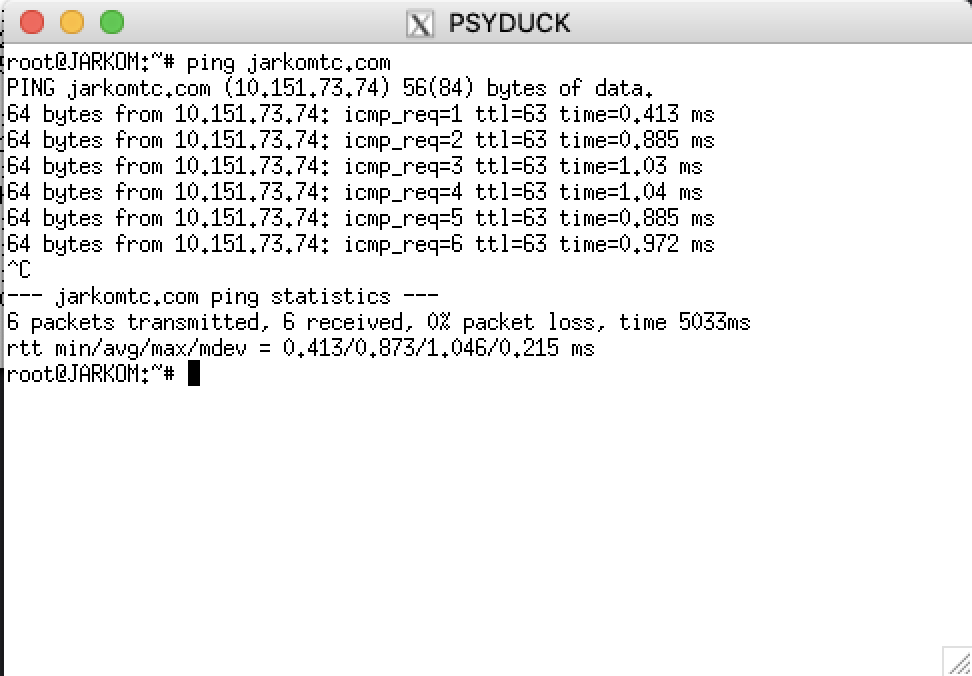 PSYDUCK
root@JARKOM:~# ping jarkomtc.com
PING jarkomtc.com (10.151.73.74) 56(84) bytes of data.
64 bytes from 10.151.73.74: icmp_req=1 ttl=63 time=0.413 ms
64 bytes from 10.151.73.74: icmp_req=2 ttl=63 time=0.885 ms
64 bytes from 10.151.73.74: icmp_req=3 ttl=63 time=1.03 ms
64 bytes from 10.151.73.74: icmp_req=4 ttl=63 time=1.04 ms
64 bytes from 10.151.73.74: icmp_req=5 ttl=63 time=0.885 ms
64 bytes from 10.151.73.74: icmp_req=6 ttl=63 time=0.972 ms
^C
--- jarkomtc.com ping statistics ---
6 packets transmitted, 6 received, 0% packet loss, time 5033ms
rtt min/avg/max/mdev = 0.413/0.873/1.046/0.215 ms
root@JARKOM:~#